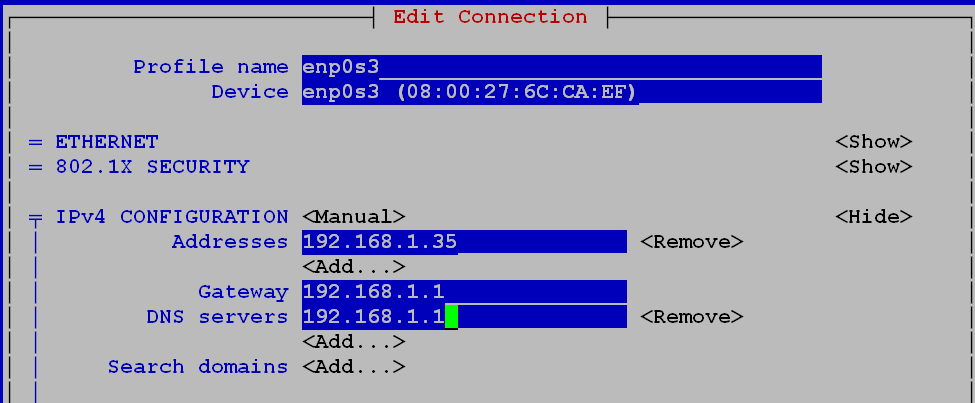 Edit Connection
Profile name enp0s3
Device enp0s3 (08:00:27:6C:CA:EF)
= ETHERNET <Show>
= 802.1X SECURITY <Show>
IPv4 CONFIGURATION <Manual> <Hide>
Addresses 192.168.1.35 <Remove>
<Add...>
Gateway 192.168.1.1
DNS servers 192.168.1.1 <Remove>
<Add...>
Search domains <Add...>